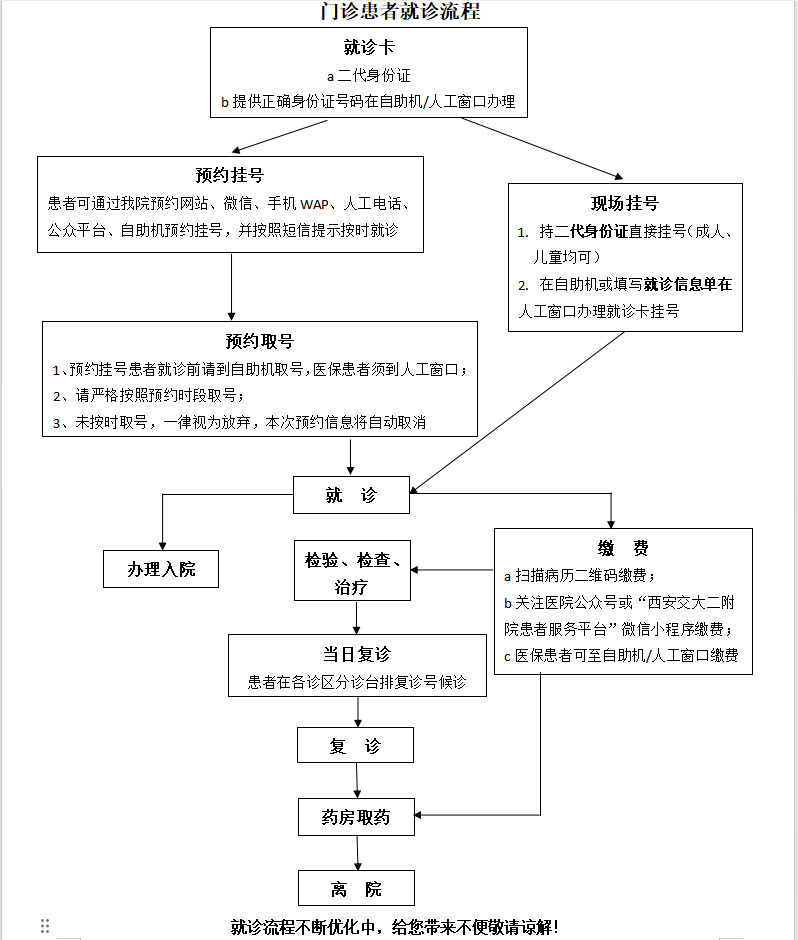 门诊患者就诊流程
就诊卡
a 二代身份证
b 提供正确身份证号码在自助机/人工窗口办理
预约挂号
患者可通过我院预约网站、微信、手机 WAP、人工电话、
公众平台、自助机预约挂号，并按照短信提示按时就诊
现场挂号
1. 持二代身份证直接挂号（成人、
儿童均可）
2. 在自助机或填写就诊信息单在
人工窗口办理就诊卡挂号
预约取号
1、预约挂号患者就诊前请到自助机取号，医保患者须到人工窗口；
2、请严格按照预约时段取号；
3、未按时取号，一律视为放弃，本次预约信息将自动取消
就 诊
办理入院
检验、检查、
治疗
缴 费
a 扫描病历二维码缴费；
b 关注医院公众号或“西安交大二附
院患者服务平台”微信小程序缴费；
c 医保患者可至自助机/人工窗口缴费
当日复诊
患者在各诊区分诊台排复诊号候诊
复 诊
药房取药
离 院
就诊流程不断优化中，给您带来不便敬请谅解！